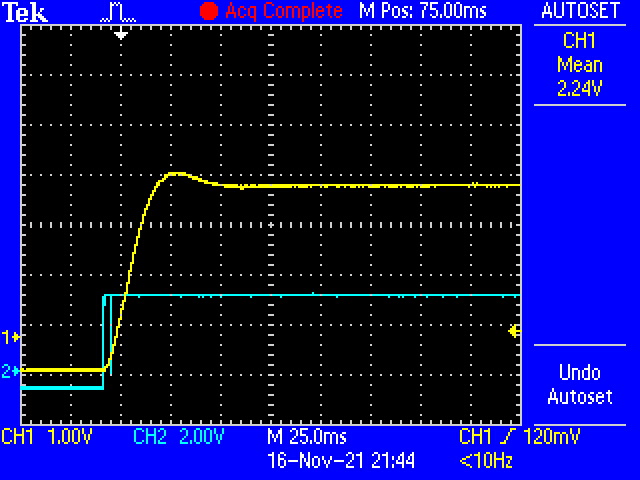 Tek Acq Complete M Pos: 75.00ms AUTOSET
CH1
Mean
2.24V
1
2
Undo
Autoset
CH1 1.00V CH2 2.00V M 25.0ms CH1 120mV
16-Nov-21 21:44 <10Hz